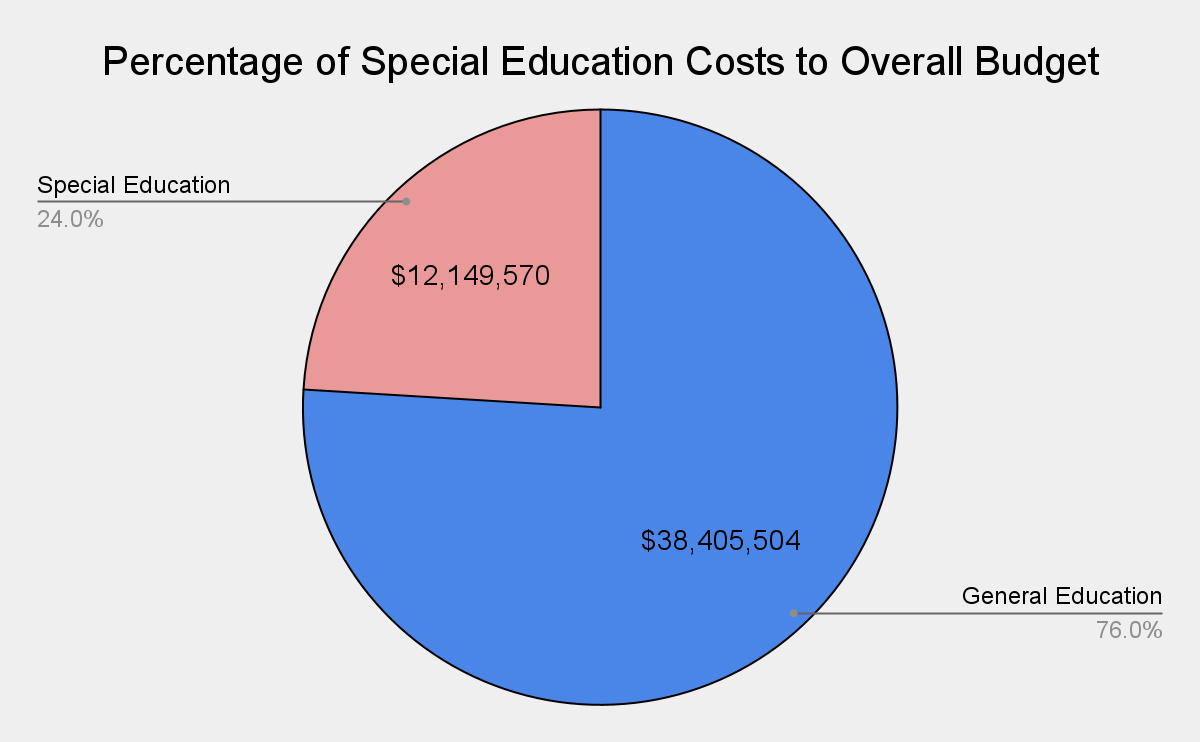 Percentage of Special Education Costs to Overall Budget
Special Education
24.0%
$12,149,570
$38,405,504
General Education
76.0%